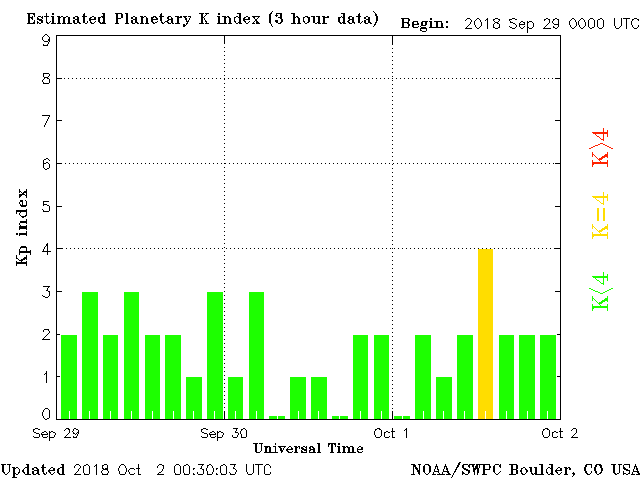 Estimated Planetary K index (3 hour data)
Begin: 2018 Sep 29 0000 UTC
9
8
7
6
5
4
3
2
1
0
Kp index
K>4
K=4
K<4
Sep 29
Sep 30
Oct 1
Oct 2
Universal Time
Updated 2018 Oct 2 00:30:03 UTC
NOAA/SWPC Boulder, CO USA